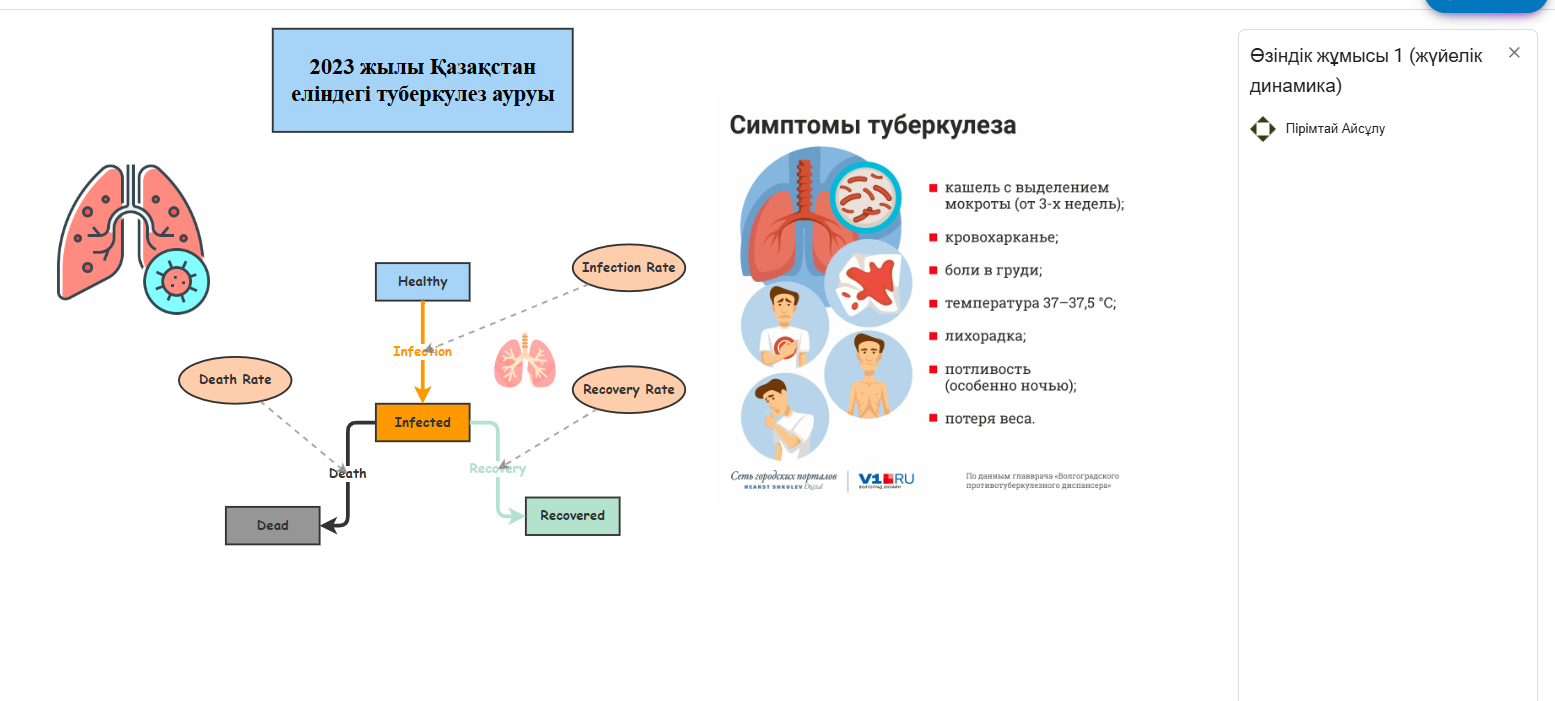 2023 жылы Қазақстан
еліндегі туберкулез ауруы
Healthy
Infection Rate
Infection
Death Rate
Recovery Rate
Infected
Death
Recovery
Dead
Recovered
Симптомы туберкулеза
кашель с выделением
мокроты (от 3-х недель);
кровохарканье;
боли в груди;
температура 37–37,5 °C;
лихорадка;
потливость
(особенно ночью);
потеря веса.
Сеть городских порталов
HEARST SHKULEV Digital
V1.RU
ВОЛГОГРАД ОНЛАЙН
По данным главврача «Волгоградского
противотуберкулезного диспансера»
Өзіндік жұмысы 1 (жүйелік
динамика)
Пірімтай Айсұлу